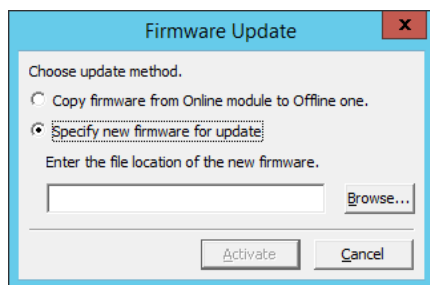 Firmware Update
x
Choose update method.
Copy firmware from Online module to Offline one.
Specify new firmware for update
Enter the file location of the new firmware.
Browse...
Activate Cancel